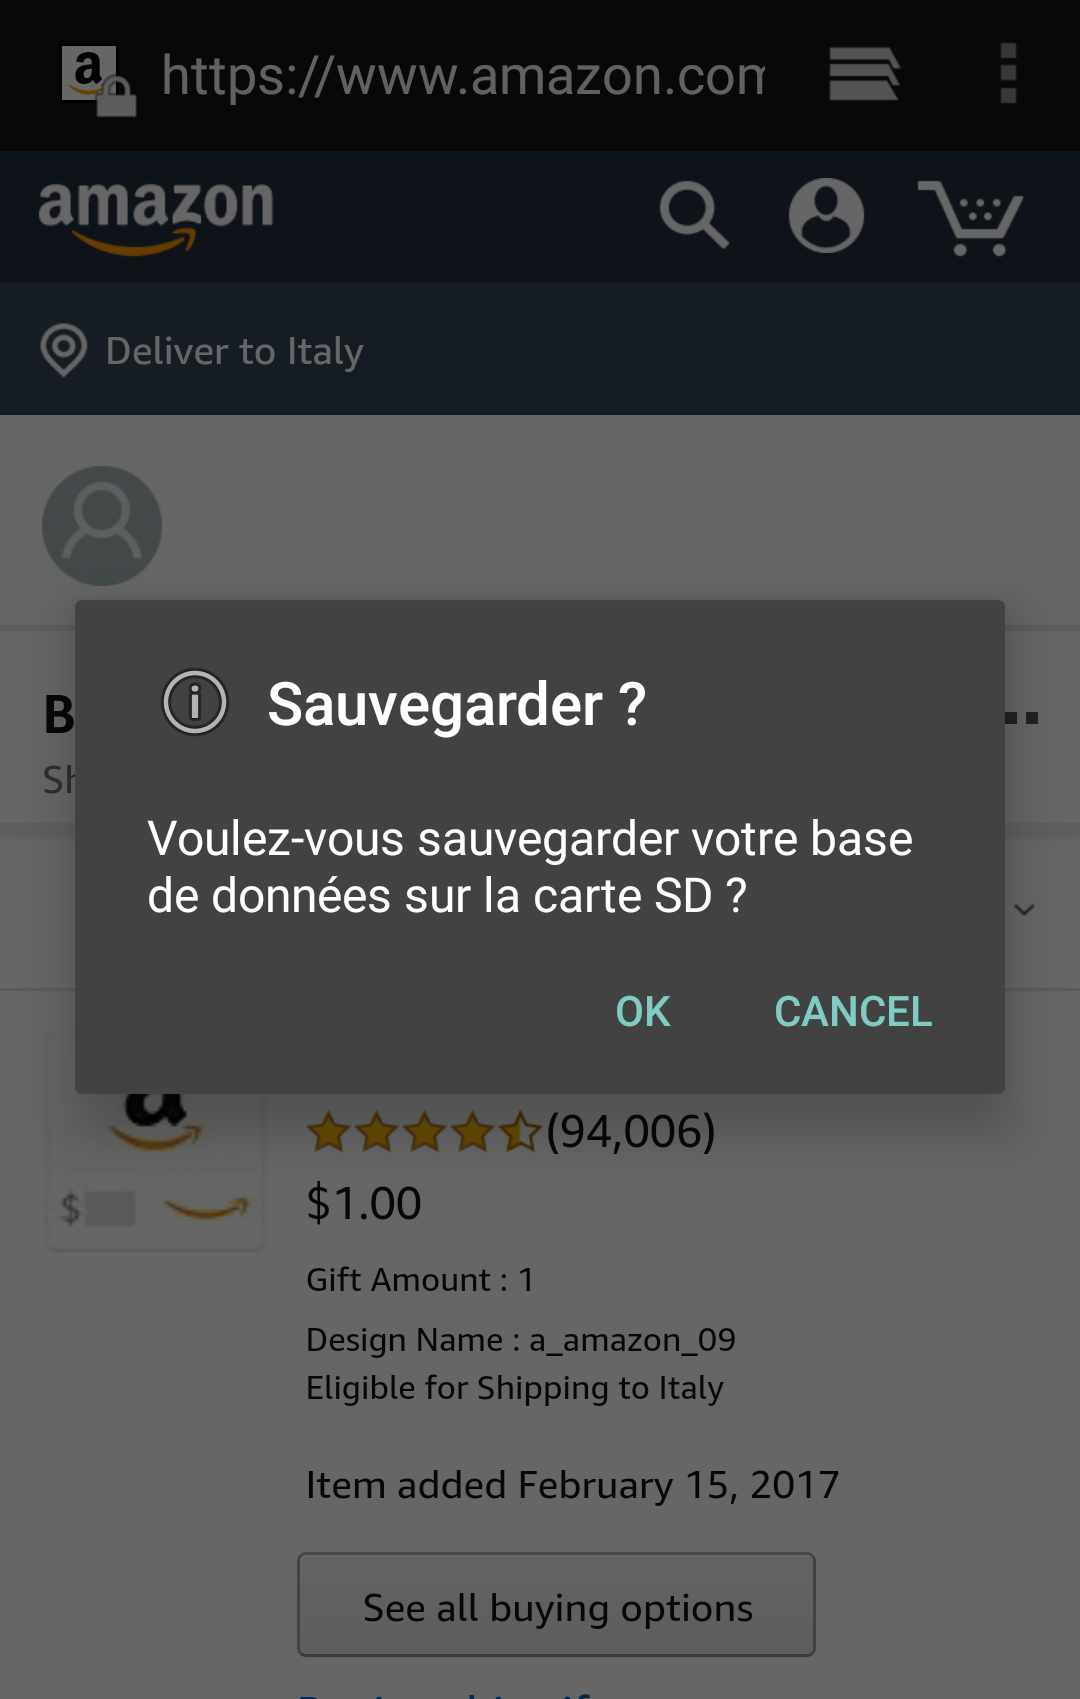 https://www.amazon.com
amazon
Deliver to Italy
Sauvegarder ?
Voulez-vous sauvegarder votre base
de données sur la carte SD ?
OK CANCEL
(94,006)
$
$1.00
Gift Amount : 1
Design Name : a_amazon_09
Eligible for Shipping to Italy
Item added February 15, 2017
See all buying options